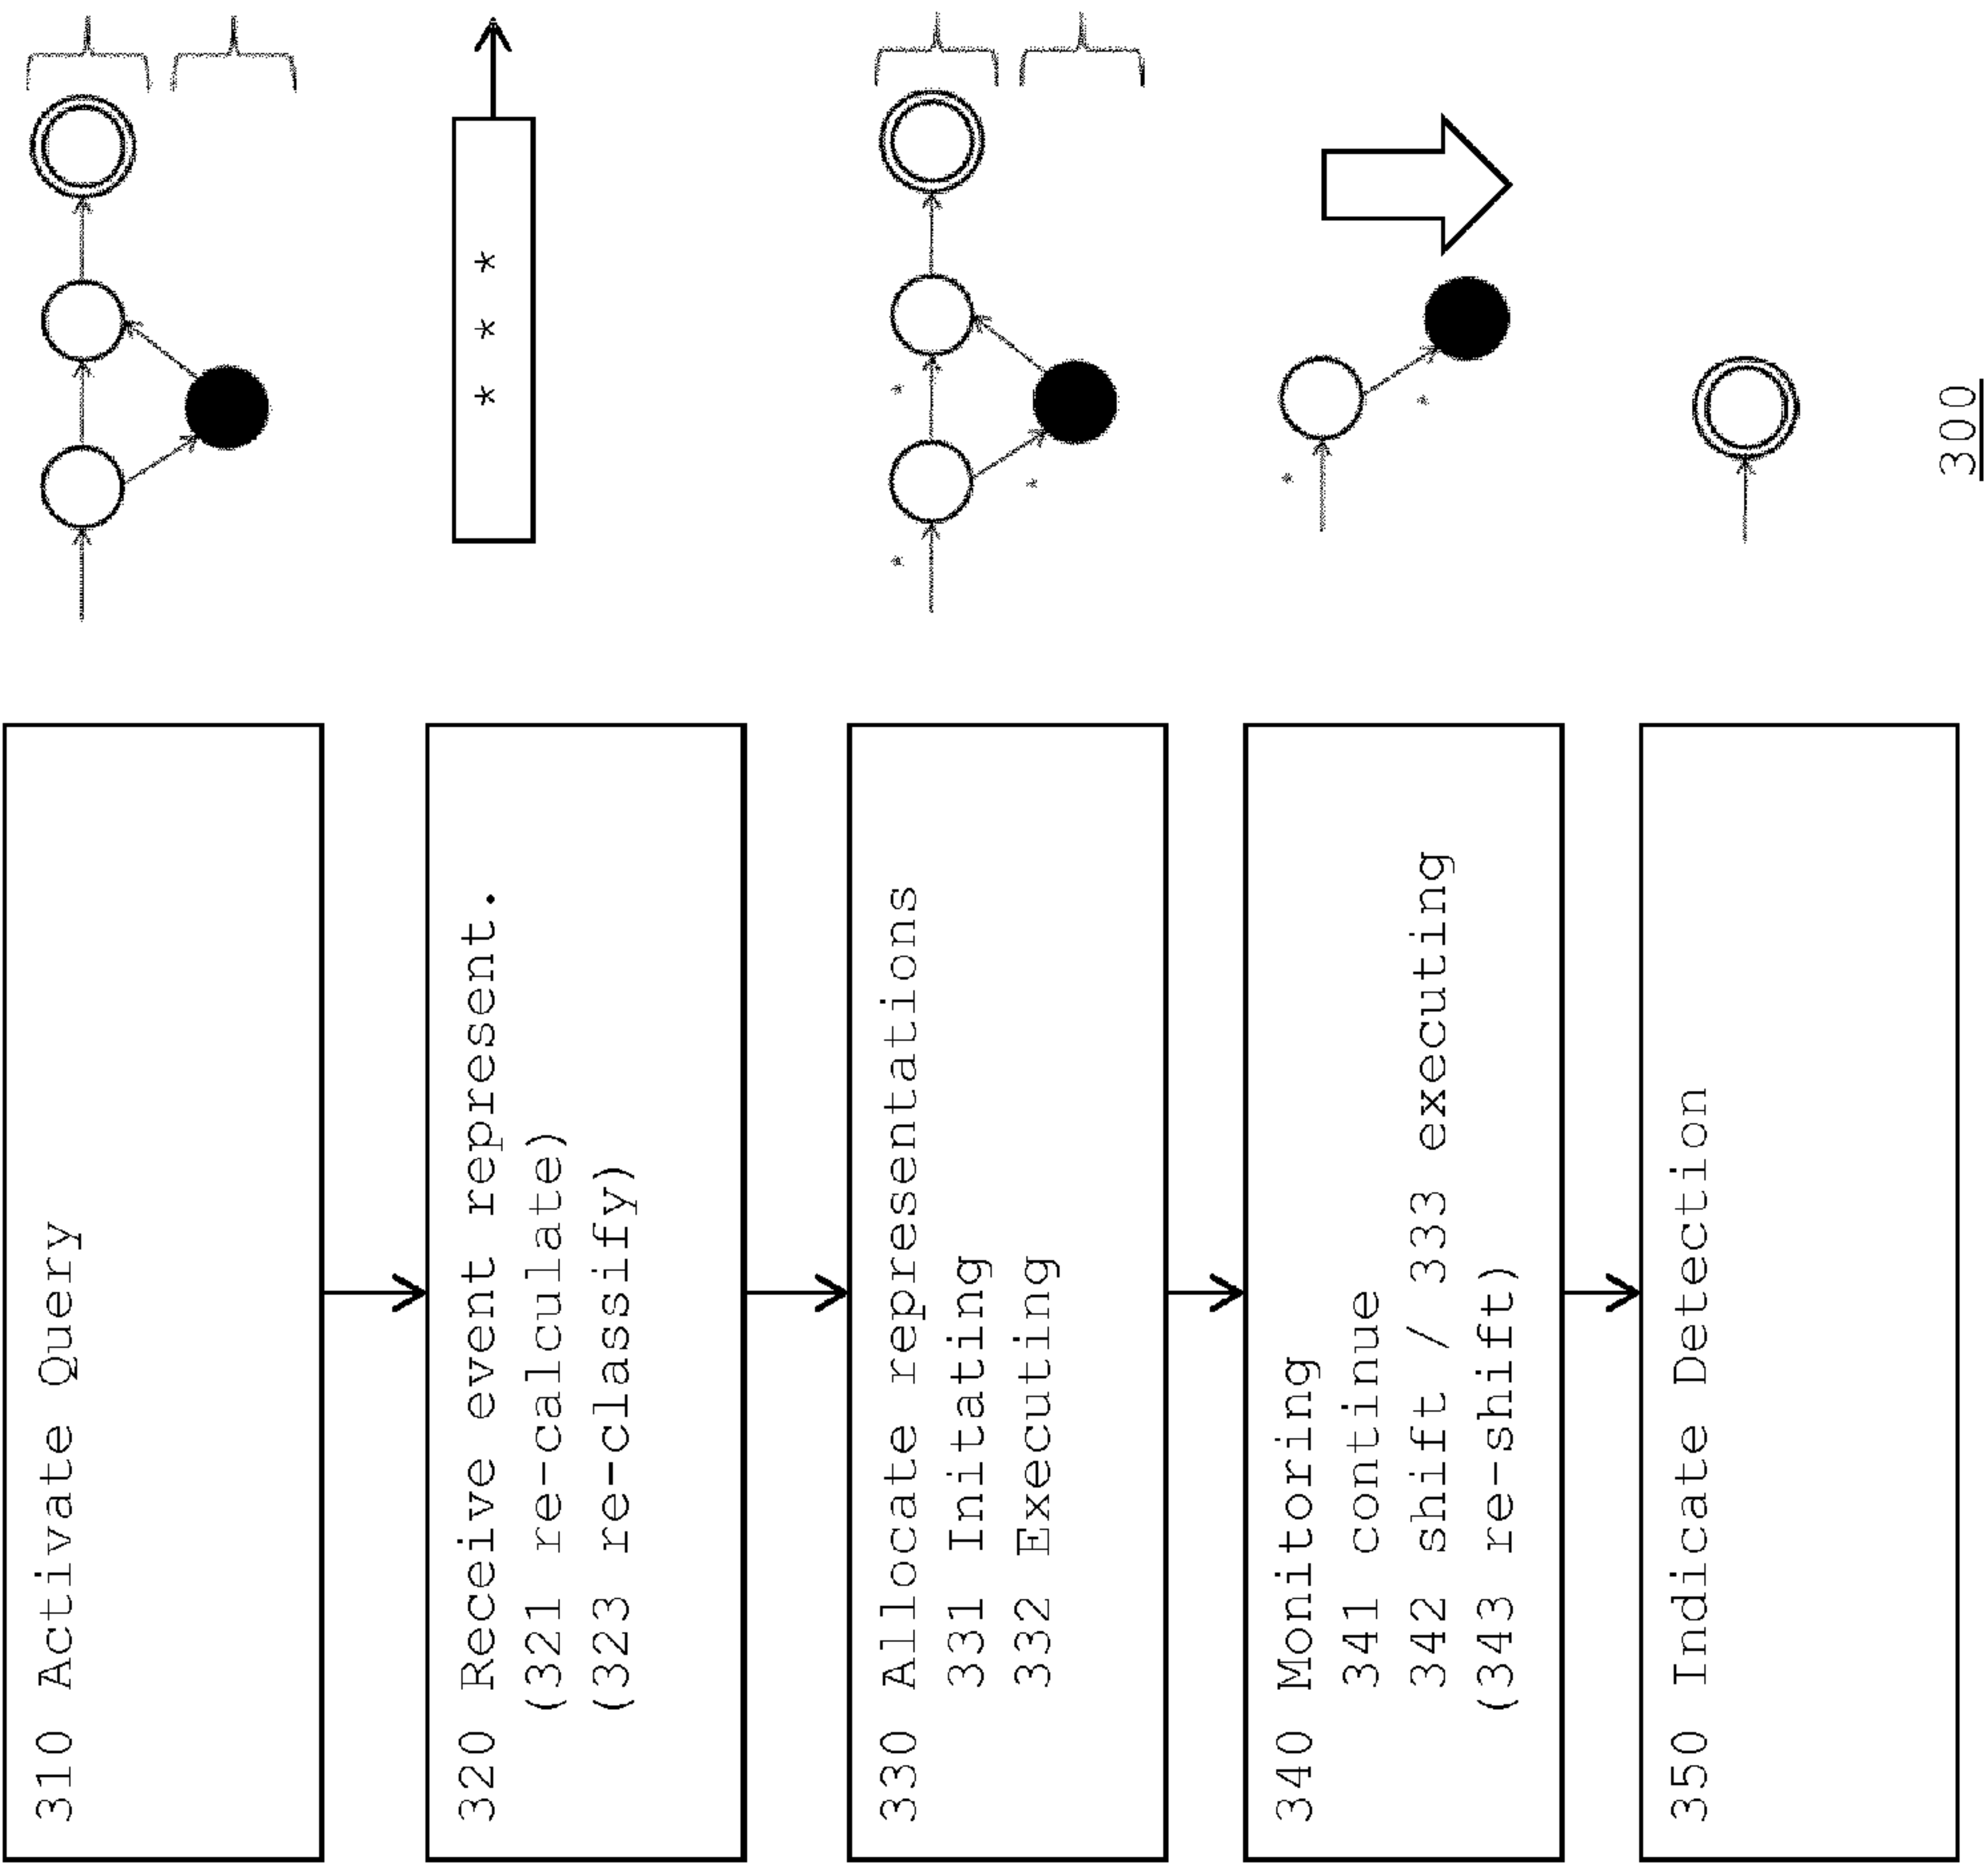 310 Activate Query
320 Receive event represent.
(321 re-calculate)
(323 re-classify)
* * *
330 Allocate representations
331 Initating
332 Executing
*
*
*
340 Monitoring
341 continue
342 shift / 333 executing
(343 re-shift)
*
*
350 Indicate Detection
300